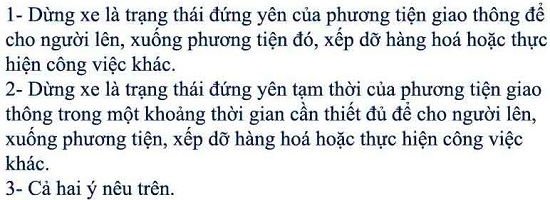 1- Dừng xe là trạng thái đứng yên của phương tiện giao thông để
cho người lên, xuống phương tiện đó, xếp dỡ hàng hoá hoặc thực
hiện công việc khác.
2- Dừng xe là trạng thái đứng yên tạm thời của phương tiện giao
thông trong một khoảng thời gian cần thiết đủ để cho người lên,
xuống phương tiện, xếp dỡ hàng hoá hoặc thực hiện công việc
khác.
3- Cả hai ý nêu trên.